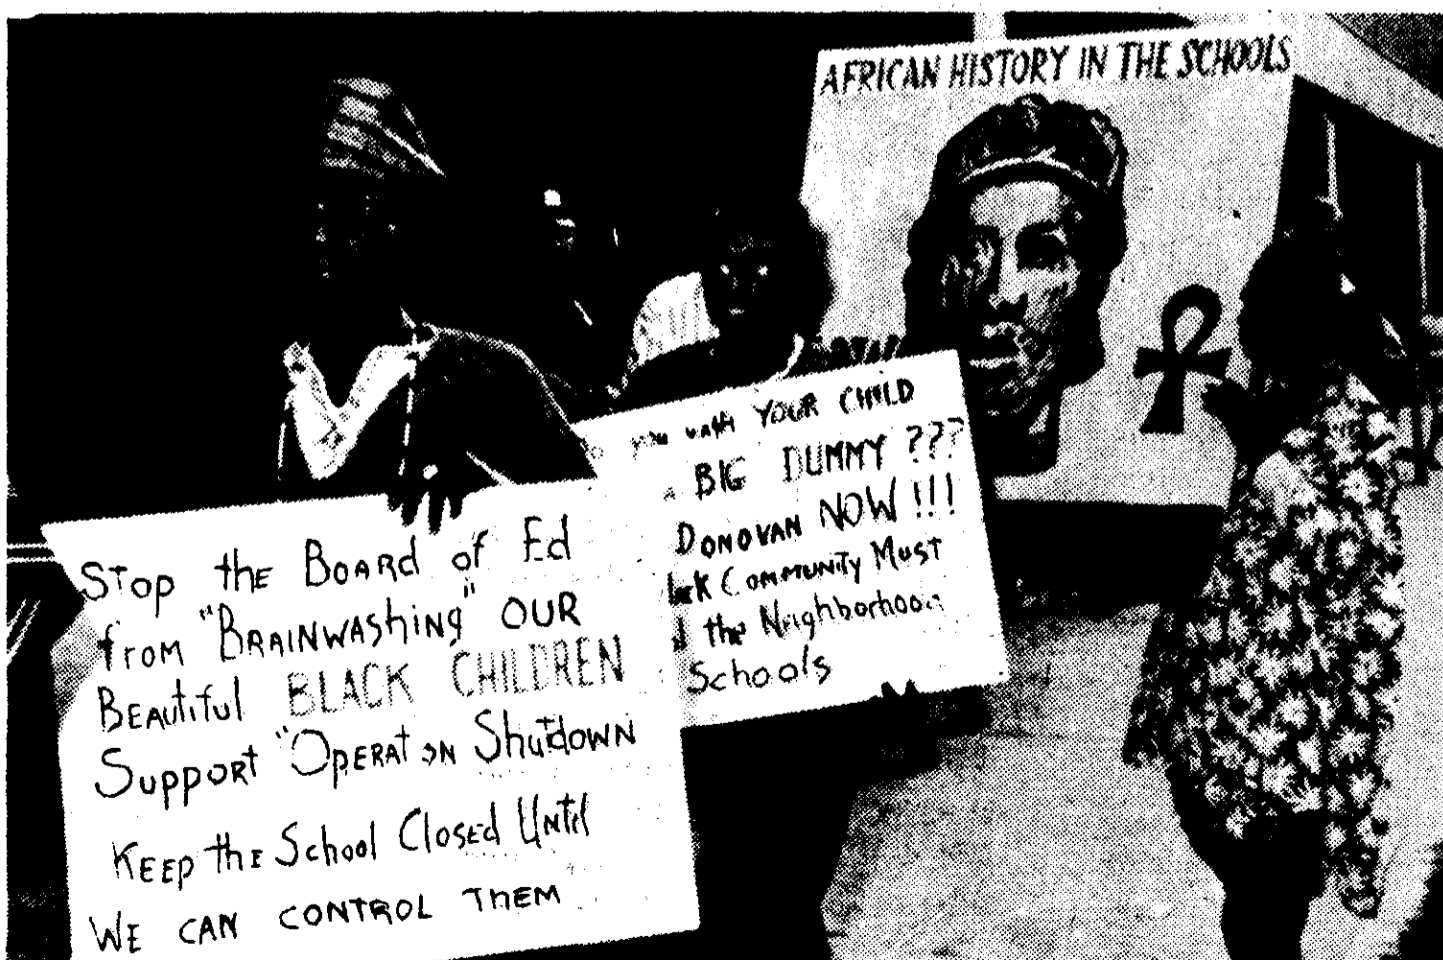 AFRICAN HISTORY IN THE SCHOOLS
YOUR CHILD
BIG DUMMY ???
DONOVAN NOW !!!
COMMUNITY MUST
the Neighborhood
Schools
STOP the BOARD of Ed
from "BRAINWAShing" OUR
BEAutiful BLACK CHILDREN
SuppORT "OPERATiON ShutdOWN
KEEp thE School ClosEd UNtil
WE CAN CONTROL ThEM